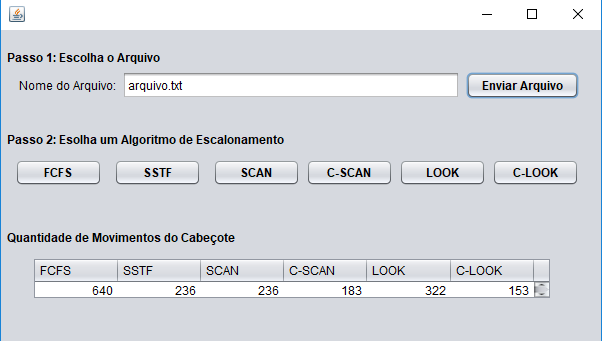 Passo 1: Escolha o Arquivo
Nome do Arquivo: arquivo.txt Enviar Arquivo
Passo 2: Esolha um Algoritmo de Escalonamento
FCFS SSTF SCAN C-SCAN LOOK C-LOOK
Quantidade de Movimentos do Cabeçote
FCFS SSTF SCAN C-SCAN LOOK C-LOOK
640 236 236 183 322 153